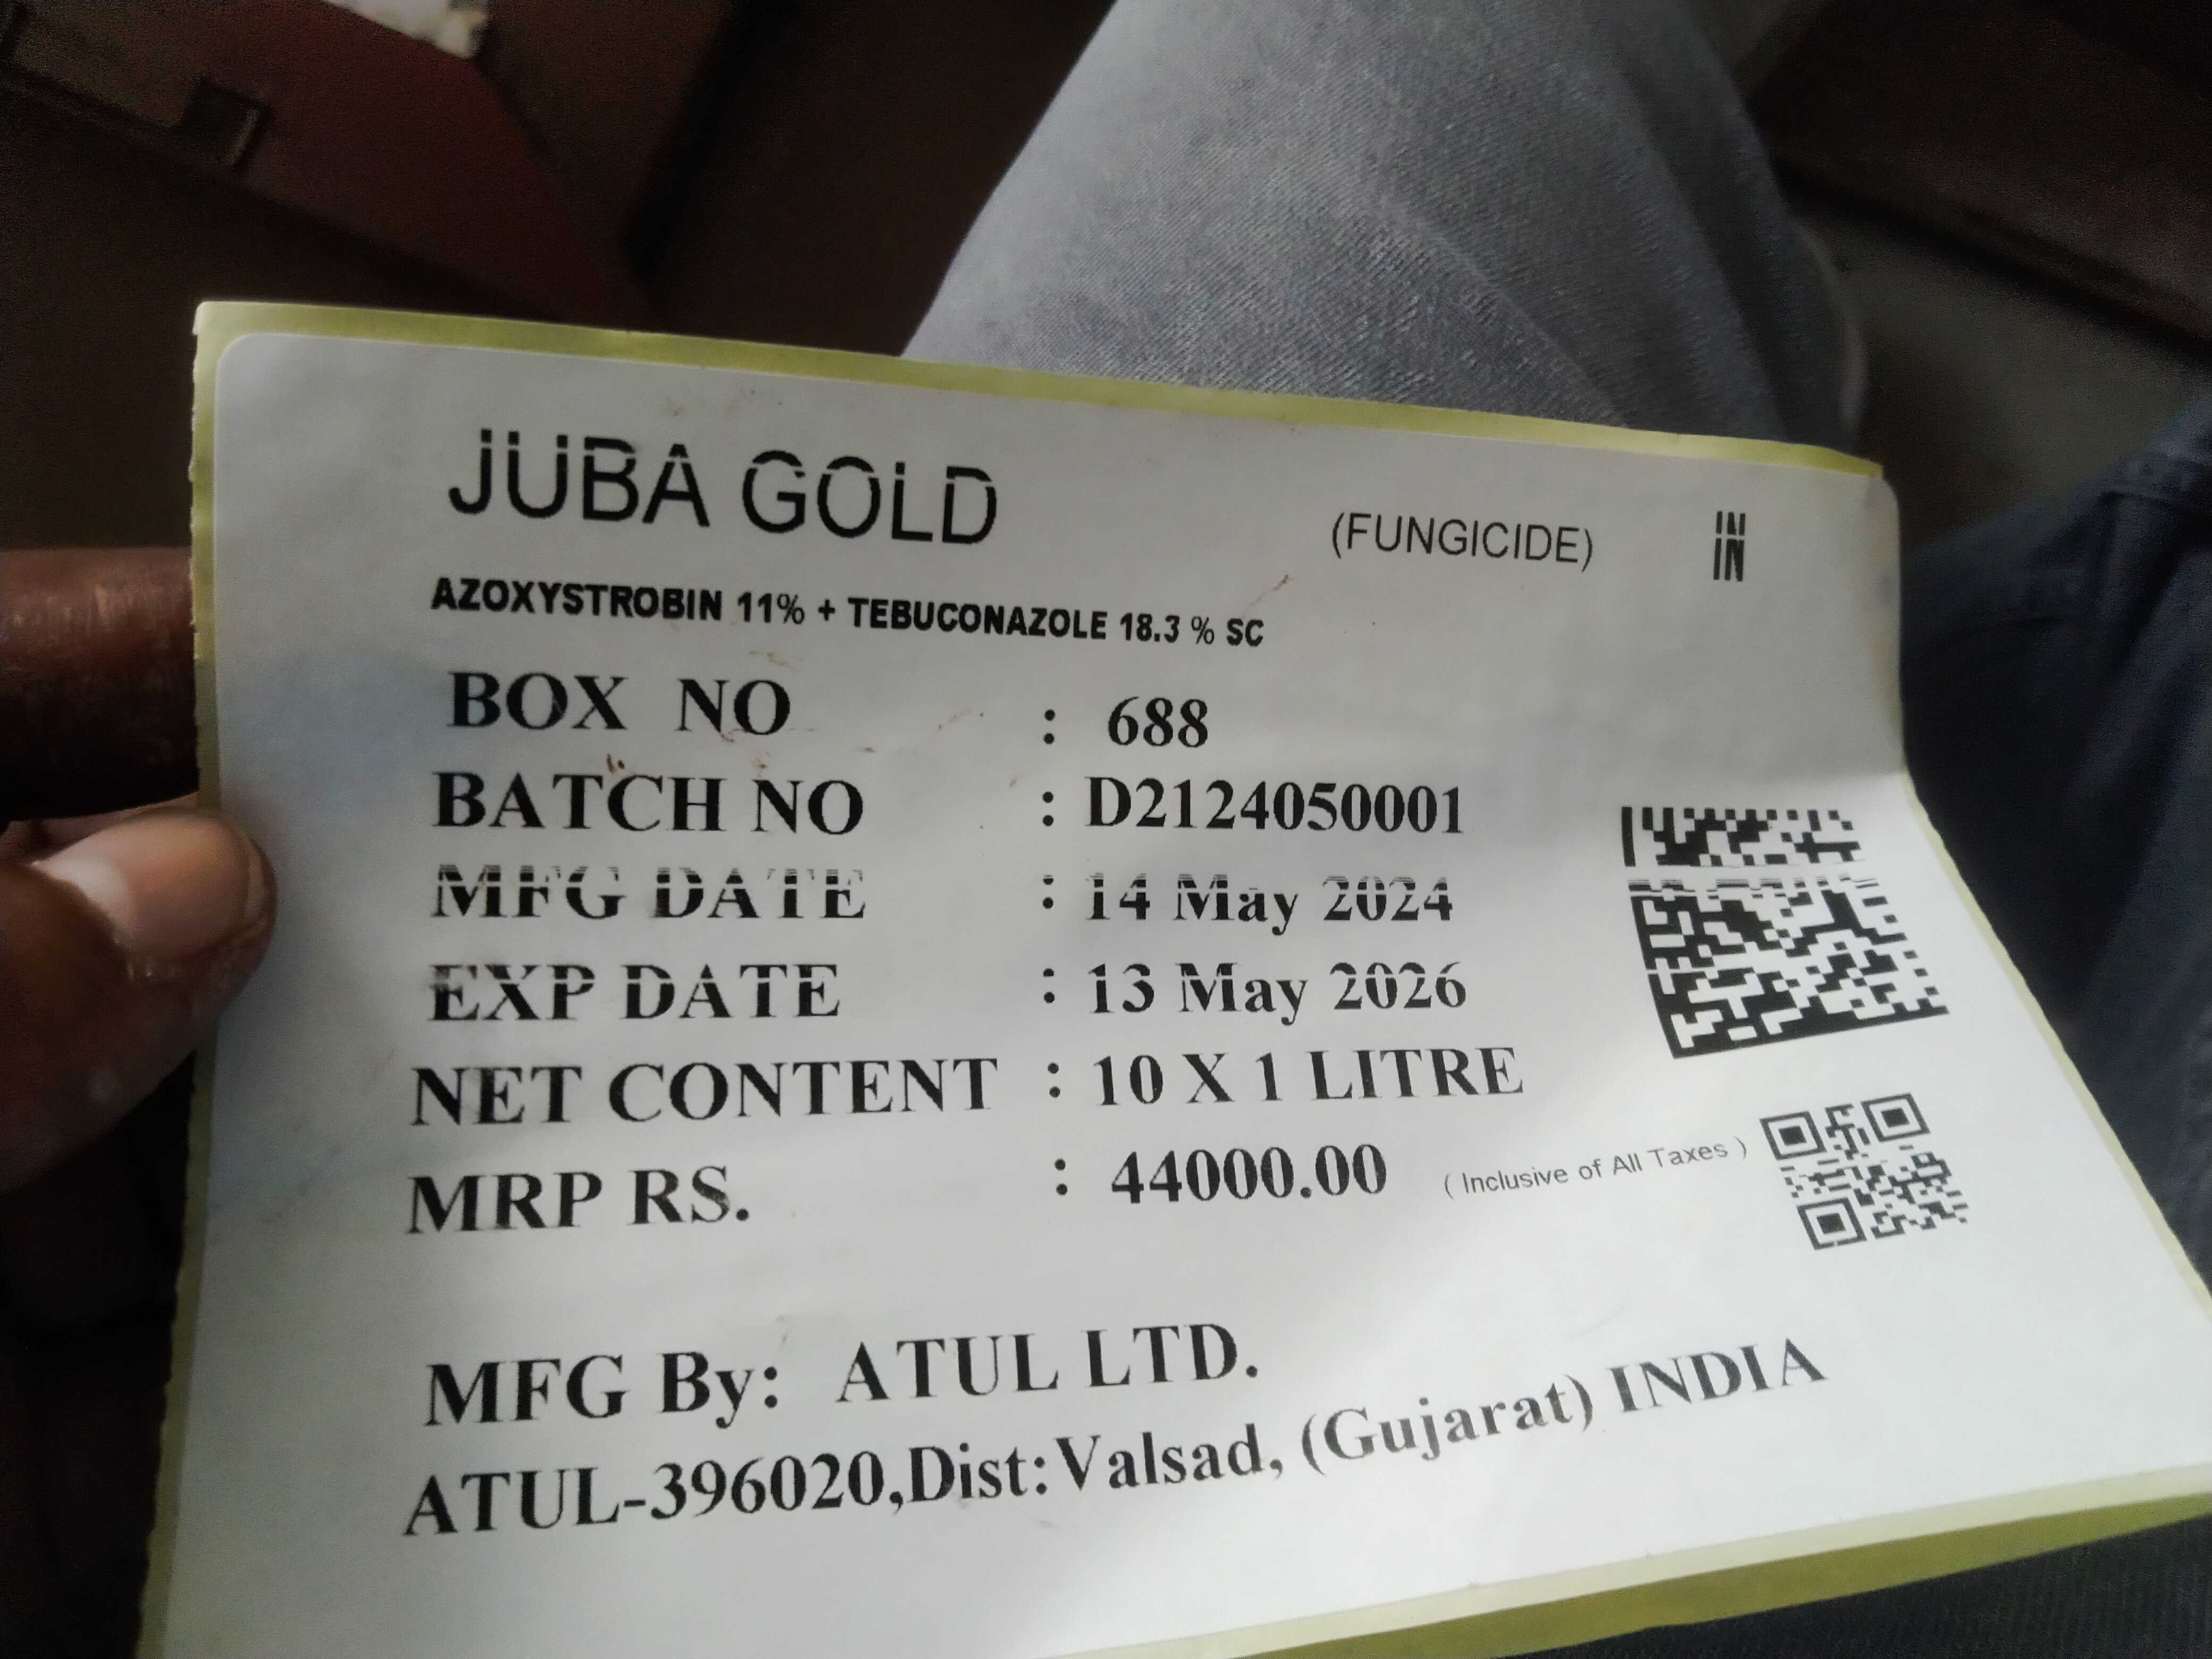 JUBA GOLD (FUNGICIDE) IN
AZOXYSTROBIN 11% + TEBUCONAZOLE 18.3 % SC
BOX NO : 688
BATCH NO : D2124050001
MFG DATE : 14 May 2024
EXP DATE : 13 May 2026
NET CONTENT : 10 X 1 LITRE
MRP RS. : 44000.00 ( Inclusive of All Taxes )
MFG By: ATUL LTD.
ATUL-396020,Dist:Valsad, (Gujarat) INDIA